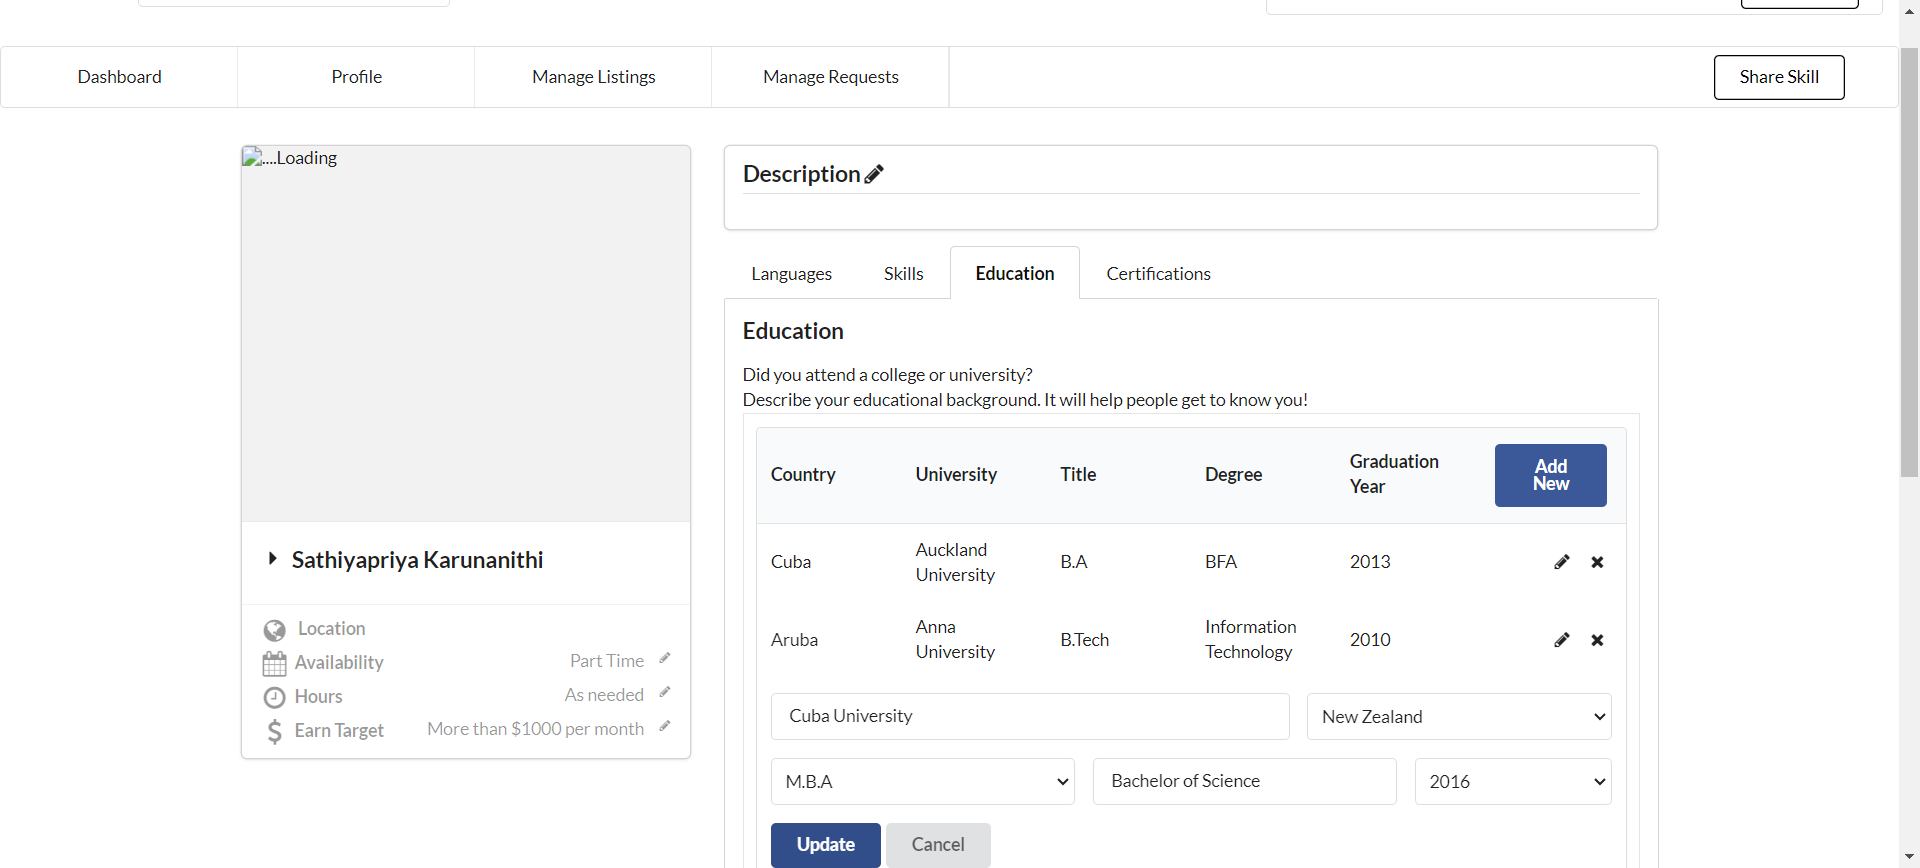 Dashboard
Profile
Manage Listings
Manage Requests
Share Skill
....Loading
Sathiyapriya Karunanithi
Location
Availability
Part Time
Hours
As needed
Earn Target
More than $1000 per month
Description
Languages
Skills
Education
Certifications
Education
Did you attend a college or university?
Describe your educational background. It will help people get to know you!
Country
University
Title
Degree
Graduation
Year
Add
New
Cuba
Auckland
University
B.A
BFA
2013
Aruba
Anna
University
B.Tech
Information
Technology
2010
Cuba University
New Zealand
M.B.A
Bachelor of Science
2016
Update
Cancel